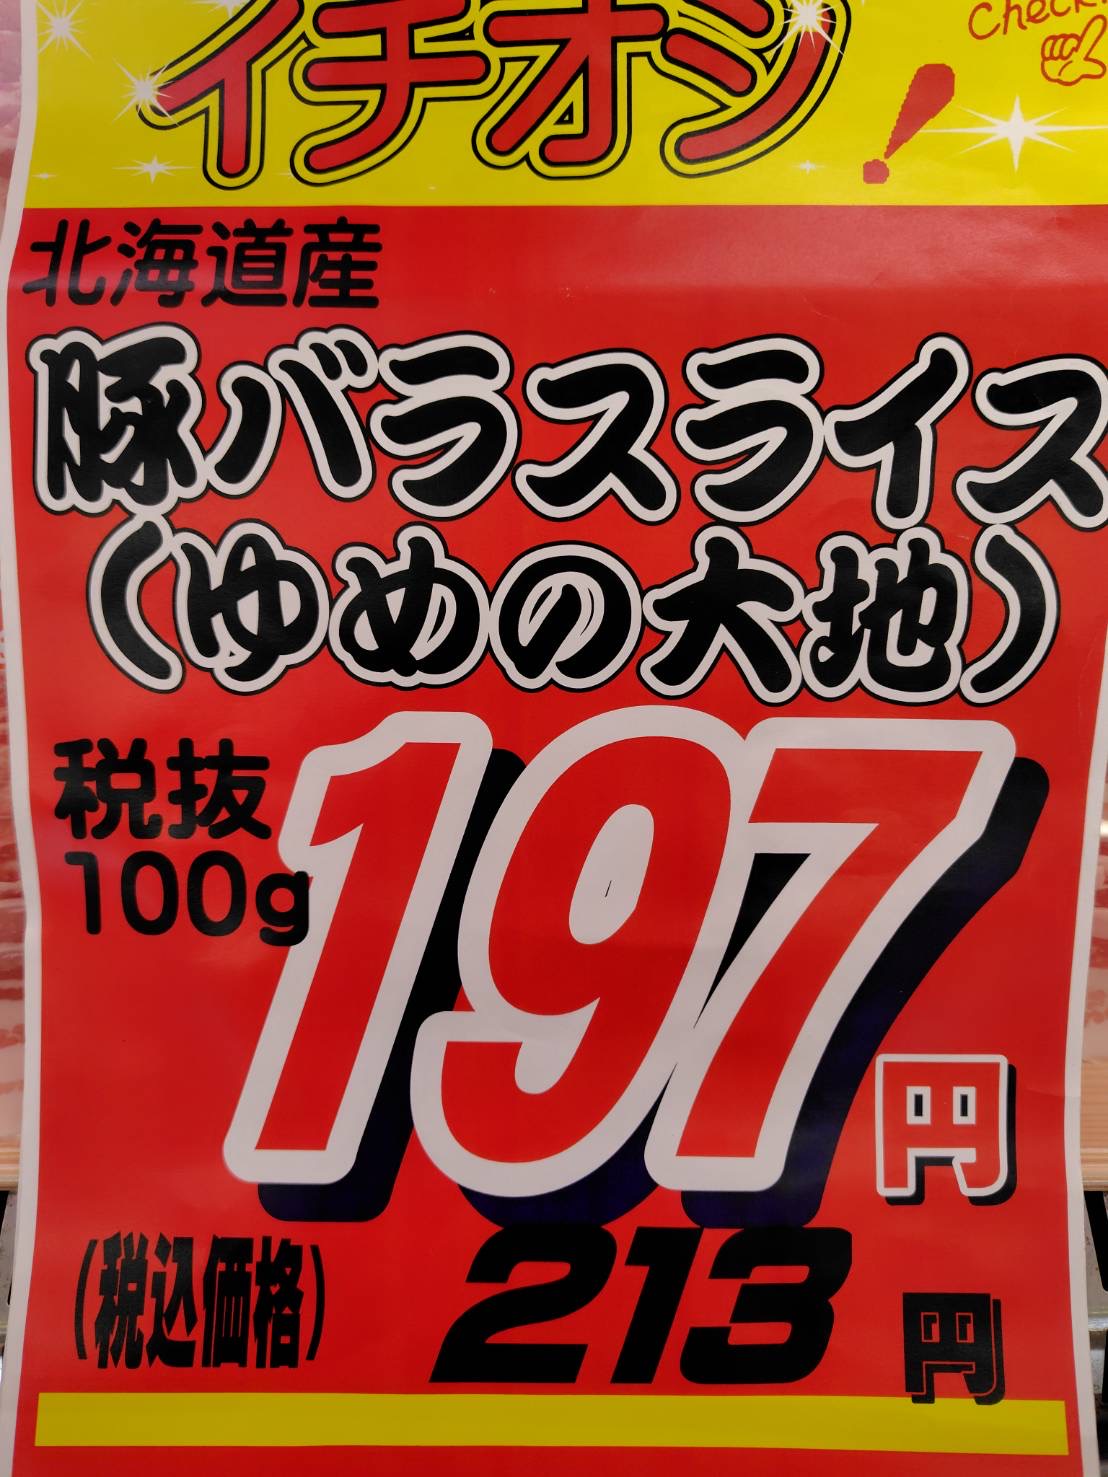 Check!
イチオシ!
北海道産
豚バラスライス
(ゆめの大地)
税抜
100g
197円
(税込価格) 213円